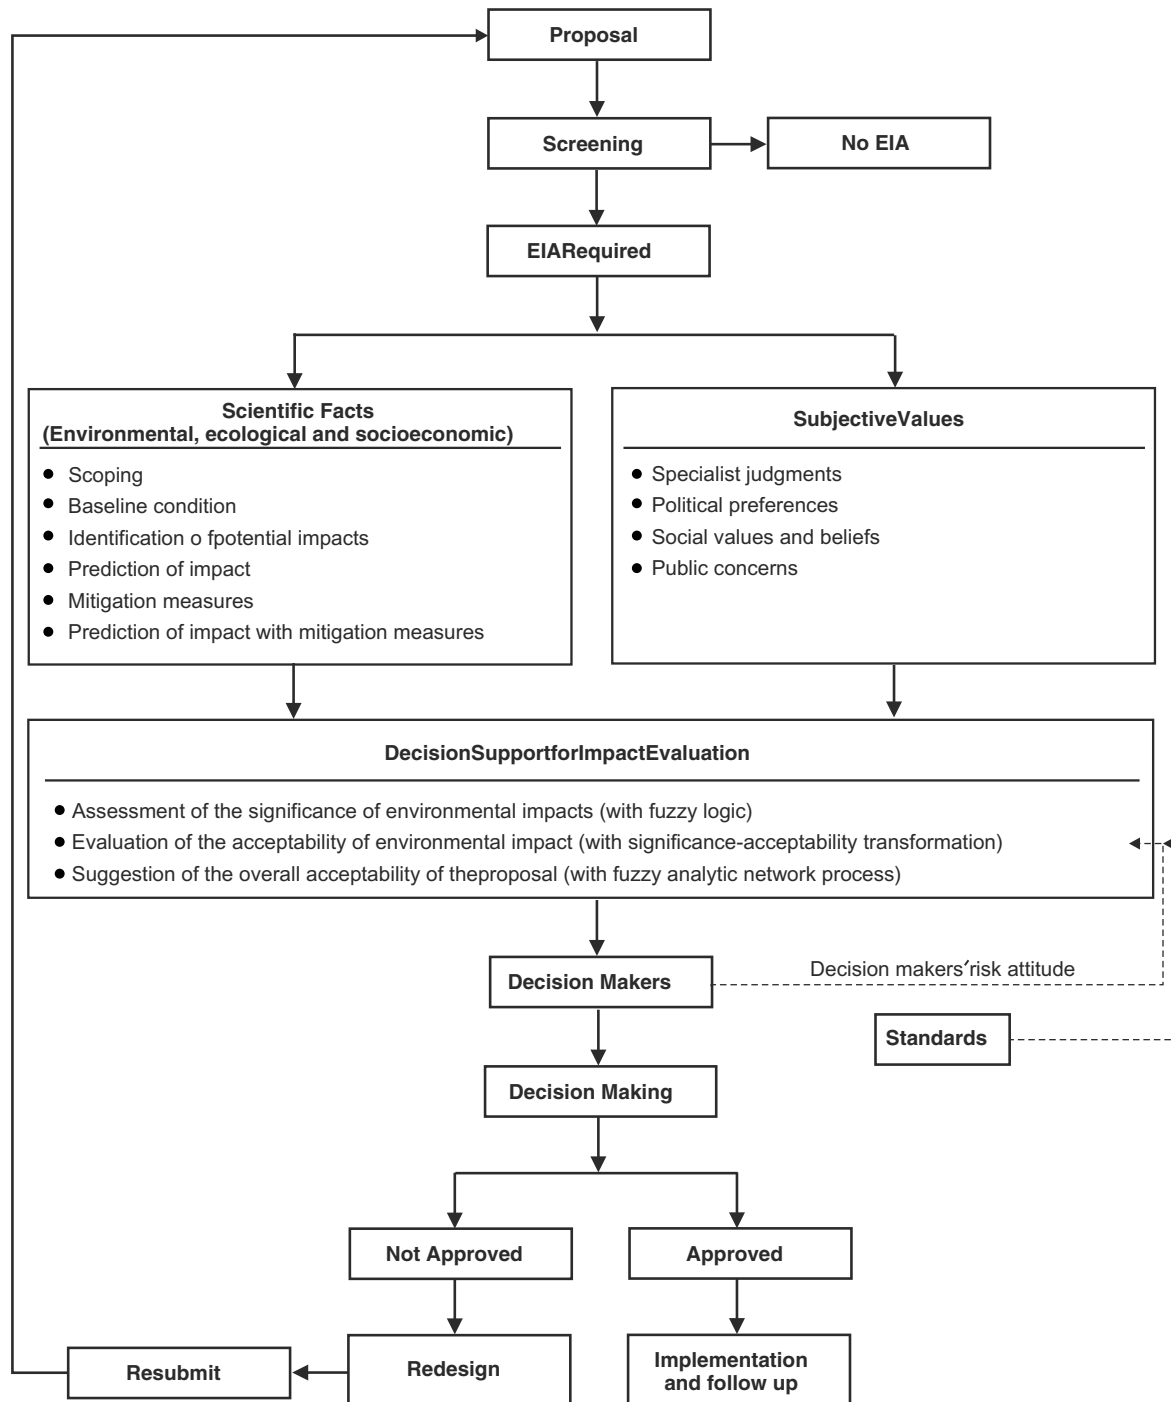 Proposal
Screening
No EIA
EIARequired
Scientific Facts
(Environmental, ecological and socioeconomic)
● Scoping
● Baseline condition
● Identification o fpotential impacts
● Prediction of impact
● Mitigation measures
● Prediction of impact with mitigation measures
SubjectiveValues
● Specialist judgments
● Political preferences
● Social values and beliefs
● Public concerns
DecisionSupportforImpactEvaluation
● Assessment of the significance of environmental impacts (with fuzzy logic)
● Evaluation of the acceptability of environmental impact (with significance-acceptability transformation)
● Suggestion of the overall acceptability of theproposal (with fuzzy analytic network process)
Decision Makers
Decision makers′risk attitude
Standards
Decision Making
Not Approved
Approved
Resubmit
Redesign
Implementation
and follow up